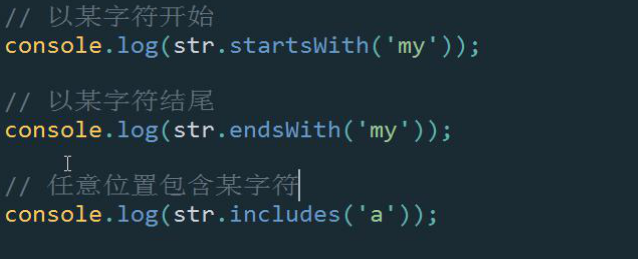 // 以某字符开始
console.log(str.startsWith('my'));
// 以某字符结尾
console.log(str.endsWith('my'));
// 任意位置包含某字符
console.log(str.includes('a'));